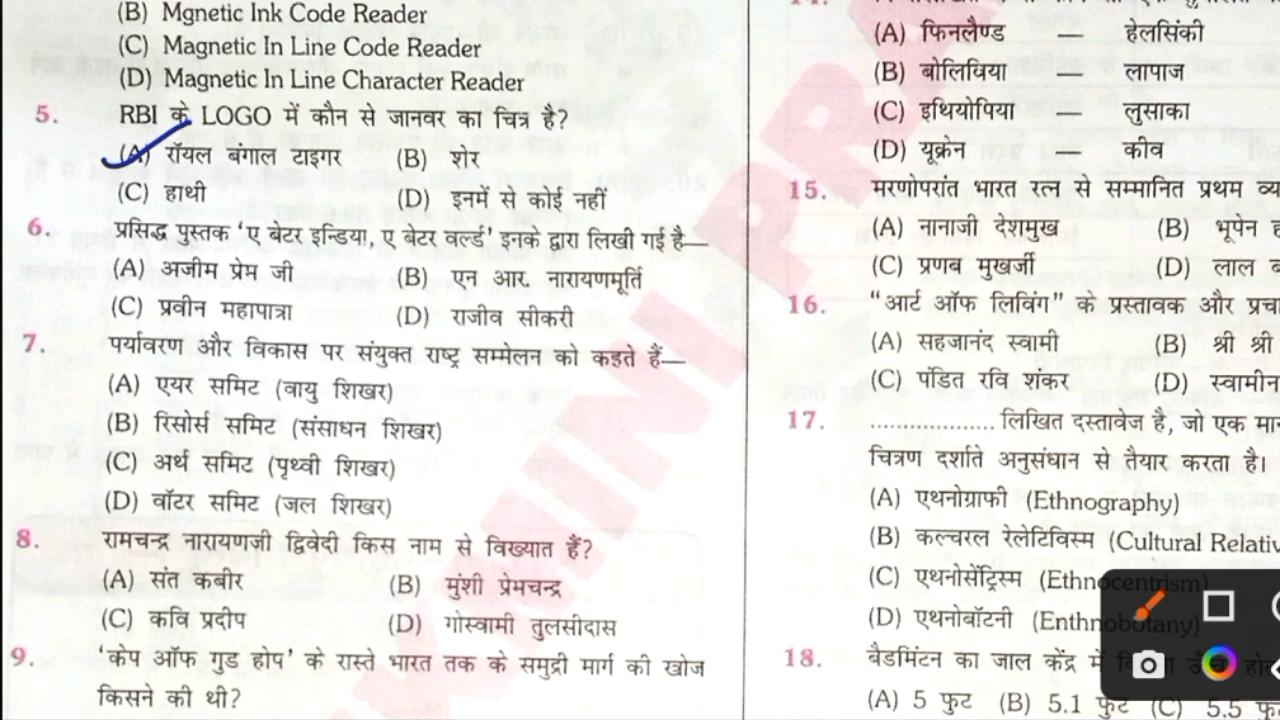 (B) Mgnetic Ink Code Reader
(C) Magnetic In Line Code Reader
(D) Magnetic In Line Character Reader
5. RBI के LOGO में कौन से जानवर का चित्र है?
(A) रॉयल बंगाल टाइगर (B) शेर
(C) हाथी (D) इनमें से कोई नहीं
6. प्रसिद्ध पुस्तक ‘ए बेटर इन्डिया, ए बेटर वर्ल्ड’ इनके द्वारा लिखी गई है—
(A) अजीम प्रेम जी (B) एन आर. नारायणमूर्ति
(C) प्रवीन महापात्रा (D) राजीव सीकरी
7. पर्यावरण और विकास पर संयुक्त राष्ट्र सम्मेलन को कहते हैं—
(A) एयर समिट (वायु शिखर)
(B) रिसोर्स समिट (संसाधन शिखर)
(C) अर्थ समिट (पृथ्वी शिखर)
(D) वॉटर समिट (जल शिखर)
8. रामचन्द्र नारायणजी द्विवेदी किस नाम से विख्यात हैं?
(A) संत कबीर (B) मुंशी प्रेमचन्द्र
(C) कवि प्रदीप (D) गोस्वामी तुलसीदास
9. ‘केप ऑफ गुड होप’ के रास्ते भारत तक के समुद्री मार्ग की खोज
किसने की थी?
14.
(A) फिनलैण्ड — हेलसिंकी
(B) बोलिविया — लापाज
(C) इथियोपिया — लुसाका
(D) यूक्रेन — कीव
15. मरणोपरांत भारत रत्न से सम्मानित प्रथम
(A) नानाजी देशमुख (B) भूपेन
(C) प्रणब मुखर्जी (D) लाल
16. “आर्ट ऑफ लिविंग” के प्रस्तावक और
(A) सहजानंद स्वामी (B) श्री श्री
(C) पंडित रवि शंकर (D)
17. .................... लिखित दस्तावेज है, जो एक
चित्रण दर्शाते अनुसंधान से तैयार करता है।
(A) एथनोग्राफी (Ethnography)
(B) कल्चरल रेलेटिविस्म (Cultural
(C) एथनोसेंट्रिस्म (Ethnocentrism)
(D) एथनोबॉटनी (Enthnobotany)
18. बैडमिंटन का जाल केंद्र में
(A) 5 फुट (B) 5.1 फुट (C) 5.5